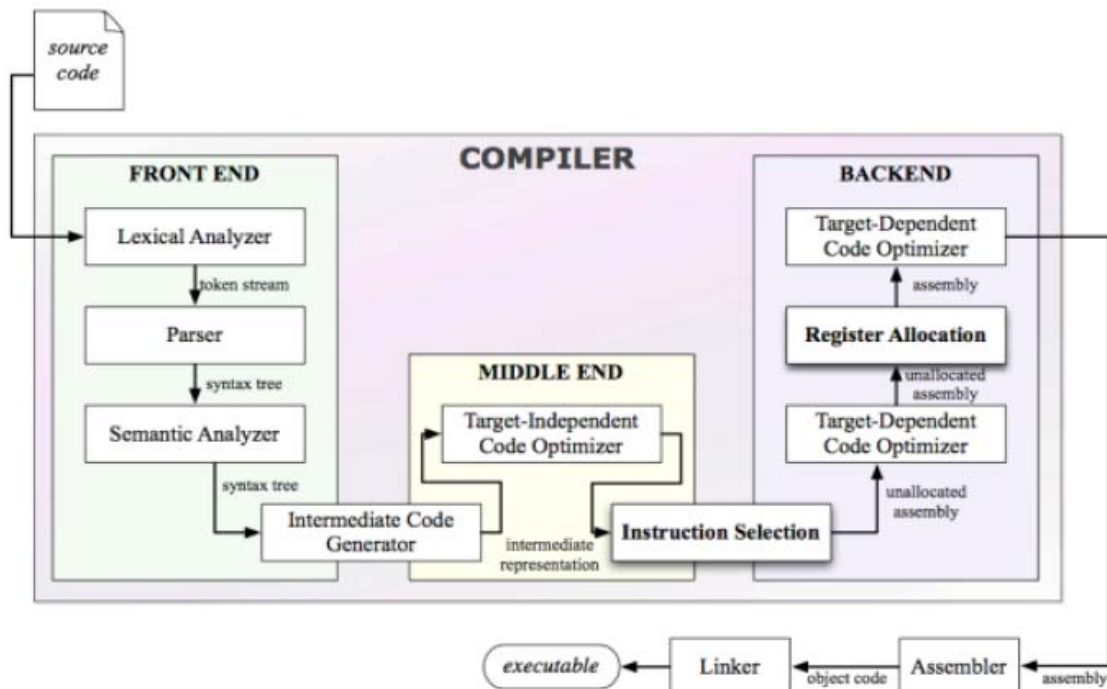 source
code
COMPILER
FRONT END
Lexical Analyzer
token stream
Parser
syntax tree
Semantic Analyzer
syntax tree
Intermediate Code
Generator
MIDDLE END
Target-Independent
Code Optimizer
intermediate
representation
Instruction Selection
BACKEND
Target-Dependent
Code Optimizer
assembly
Register Allocation
unallocated
assembly
Target-Dependent
Code Optimizer
unallocated
assembly
executable
Linker
object code
Assembler
assembly